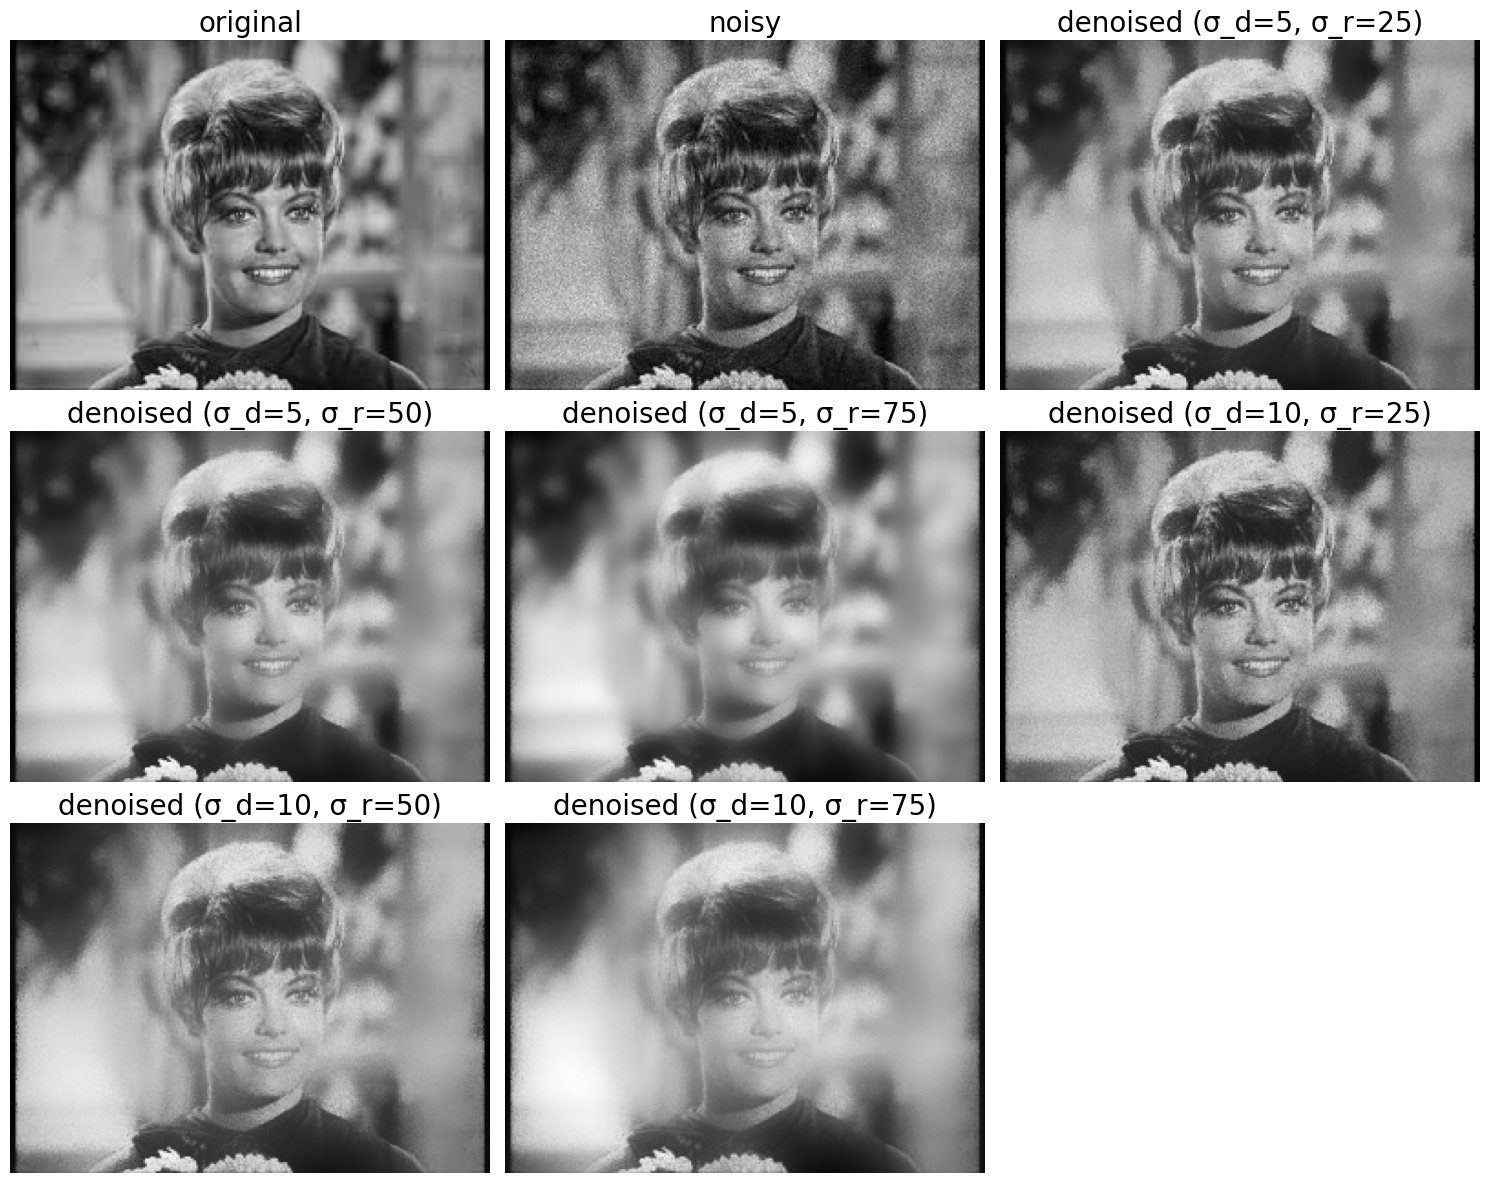 original
noisy
denoised (σ_d=5, σ_r=25)
denoised (σ_d=5, σ_r=50)
denoised (σ_d=5, σ_r=75)
denoised (σ_d=10, σ_r=25)
denoised (σ_d=10, σ_r=50)
denoised (σ_d=10, σ_r=75)